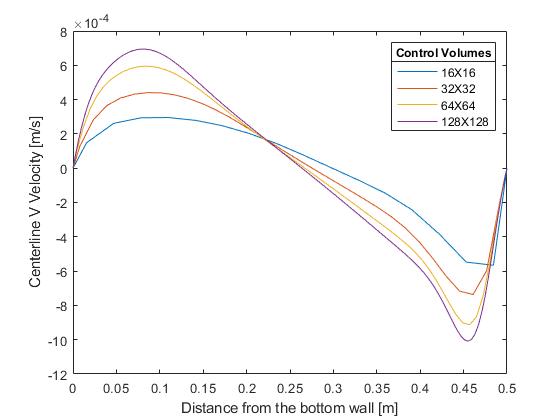 ×10⁻⁴
8
6
4
2
0
-2
-4
-6
-8
-10
-12
Centerline V Velocity [m/s]
Control Volumes
16X16
32X32
64X64
128X128
0 0.05 0.1 0.15 0.2 0.25 0.3 0.35 0.4 0.45 0.5
Distance from the bottom wall [m]